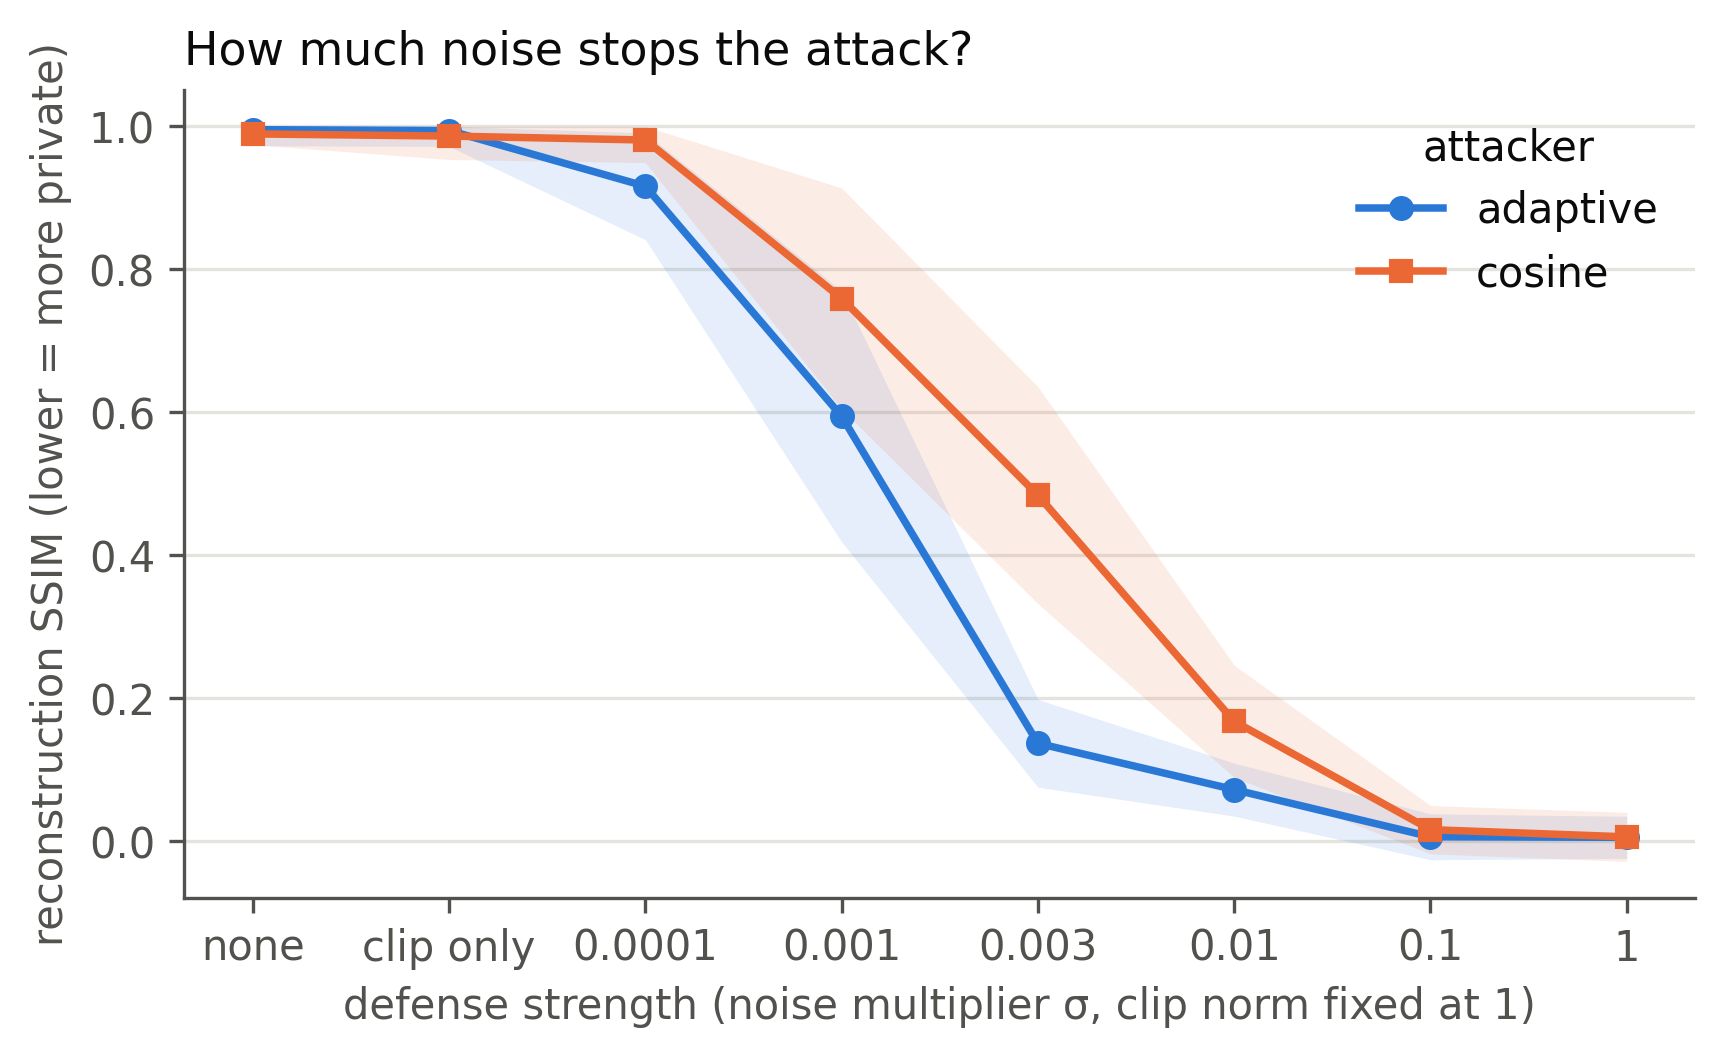 How much noise stops the attack?
reconstruction SSIM (lower = more private)
1.0
0.8
0.6
0.4
0.2
0.0
attacker
adaptive
cosine
none clip only 0.0001 0.001 0.003 0.01 0.1 1
defense strength (noise multiplier σ, clip norm fixed at 1)